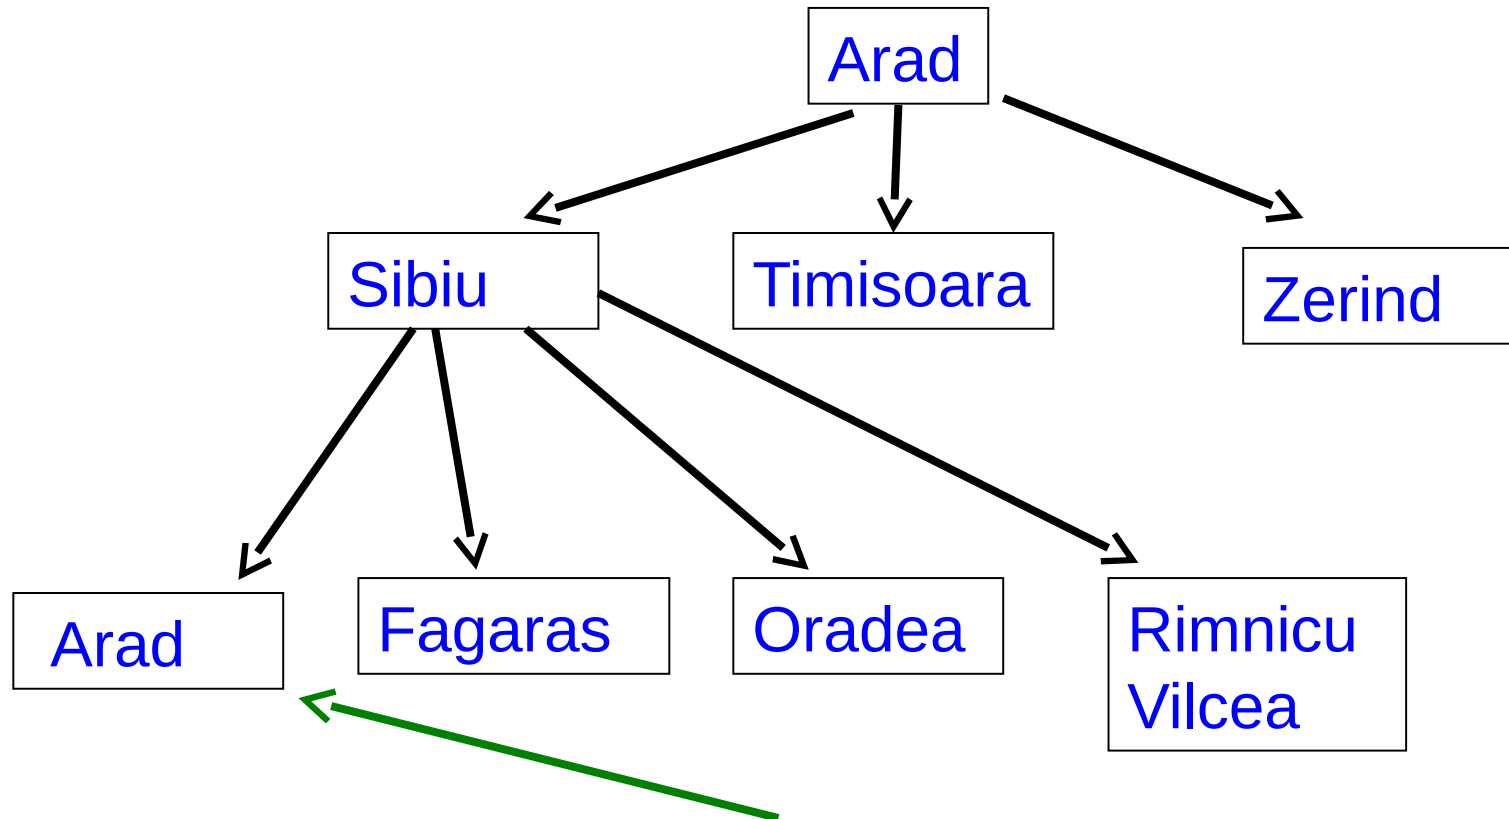 Arad
Sibiu
Timisoara
Zerind
Arad
Fagaras
Oradea
Rimnicu
Vilcea